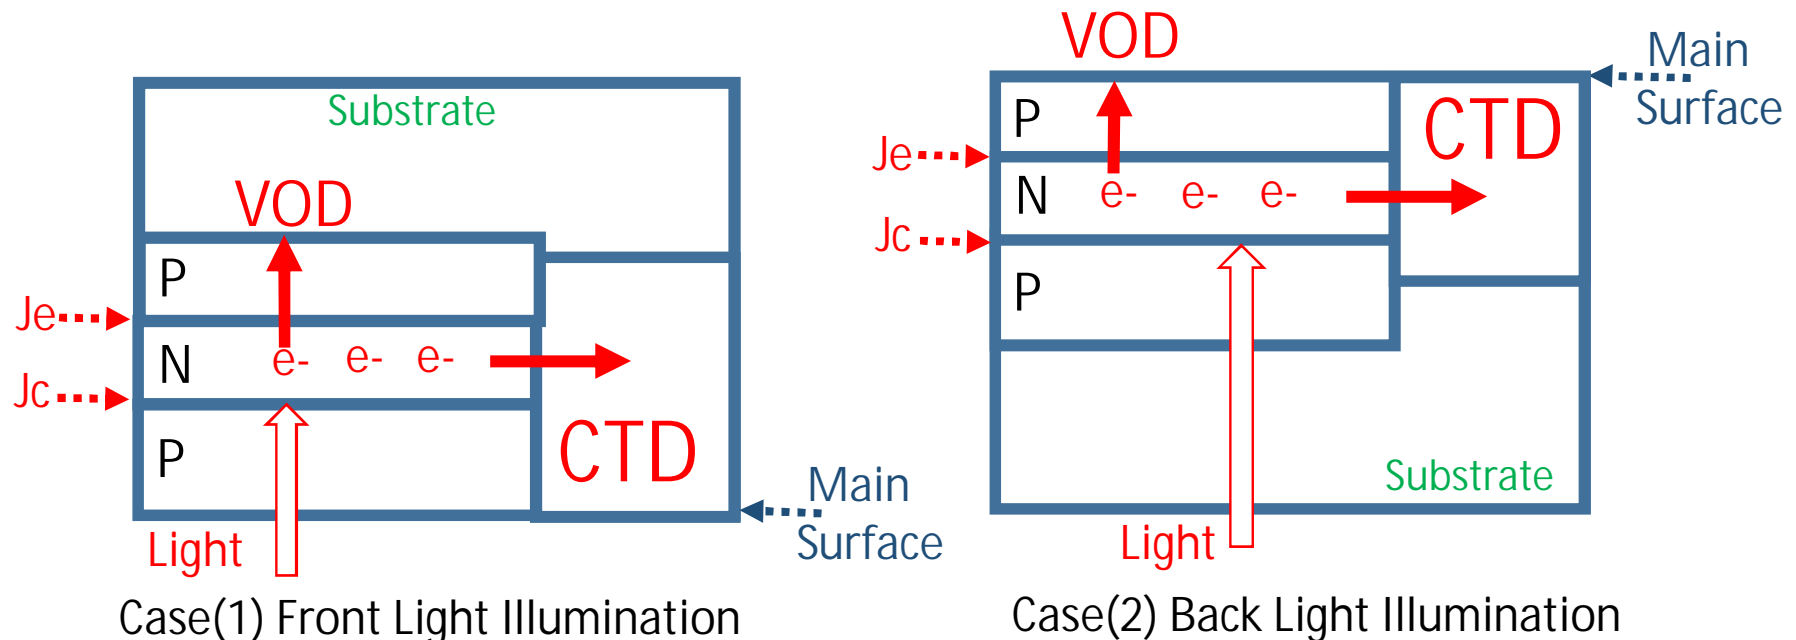 Substrate
VOD
P
Je
N e- e- e-
Jc
P
CTD
Main
Surface
Light
Case(1) Front Light Illumination
VOD
Main
Surface
P
CTD
Je
N e- e- e-
Jc
P
Substrate
Light
Case(2) Back Light Illumination